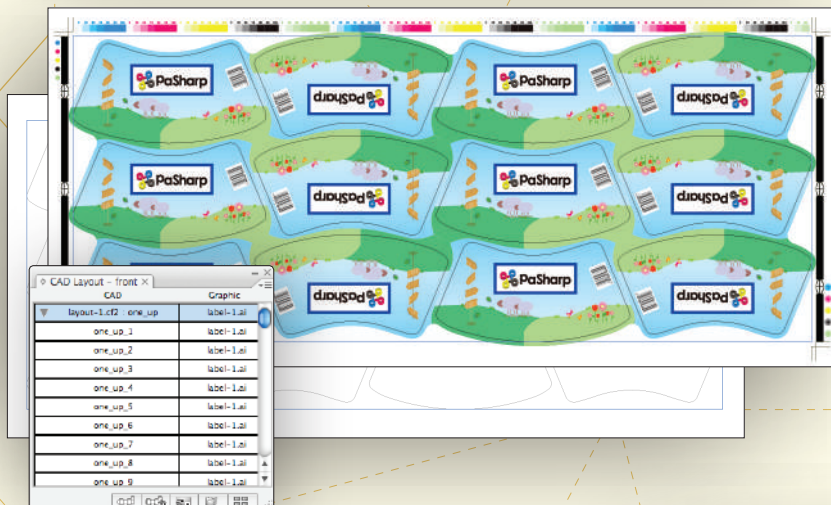 PaSharp
PaSharp
PaSharp
PaSharp
PaSharp
PaSharp
PaSharp
PaSharp
PaSharp
PaSharp
PaSharp
CAD Layout - front
CAD Graphic
layout-1.cf2 : one_up label-1.ai
one_up_1 label-1.ai
one_up_2 label-1.ai
one_up_3 label-1.ai
one_up_4 label-1.ai
one_up_5 label-1.ai
one_up_6 label-1.ai
one_up_7 label-1.ai
one_up_8 label-1.ai
one_up_9 label-1.ai